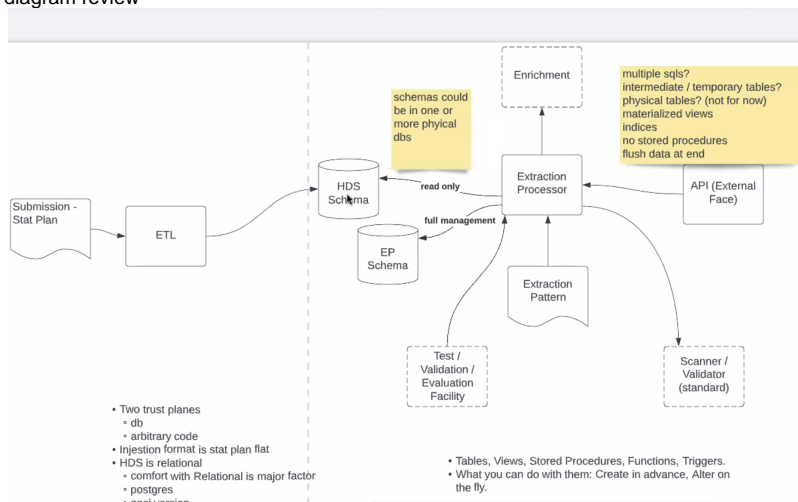 diagram review
Enrichment
multiple sqls?
intermediate / temporary tables?
physical tables? (not for now)
materialized views
indices
no stored procedures
flush data at end
schemas could
be in one or
more phyical
dbs
HDS
Schema
read only
Extraction
Processor
API (External
Face)
Submission -
Stat Plan
ETL
full management
EP
Schema
Extraction
Pattern
Test /
Validation /
Evaluation
Facility
Scanner /
Validator
(standard)
• Two trust planes
▫ db
▫ arbitrary code
• Injestion format is stat plan flat
• HDS is relational
▫ comfort with Relational is major factor
▫ postgres
▫ ansi version
• Tables, Views, Stored Procedures, Functions, Triggers.
• What you can do with them: Create in advance, Alter on
the fly.